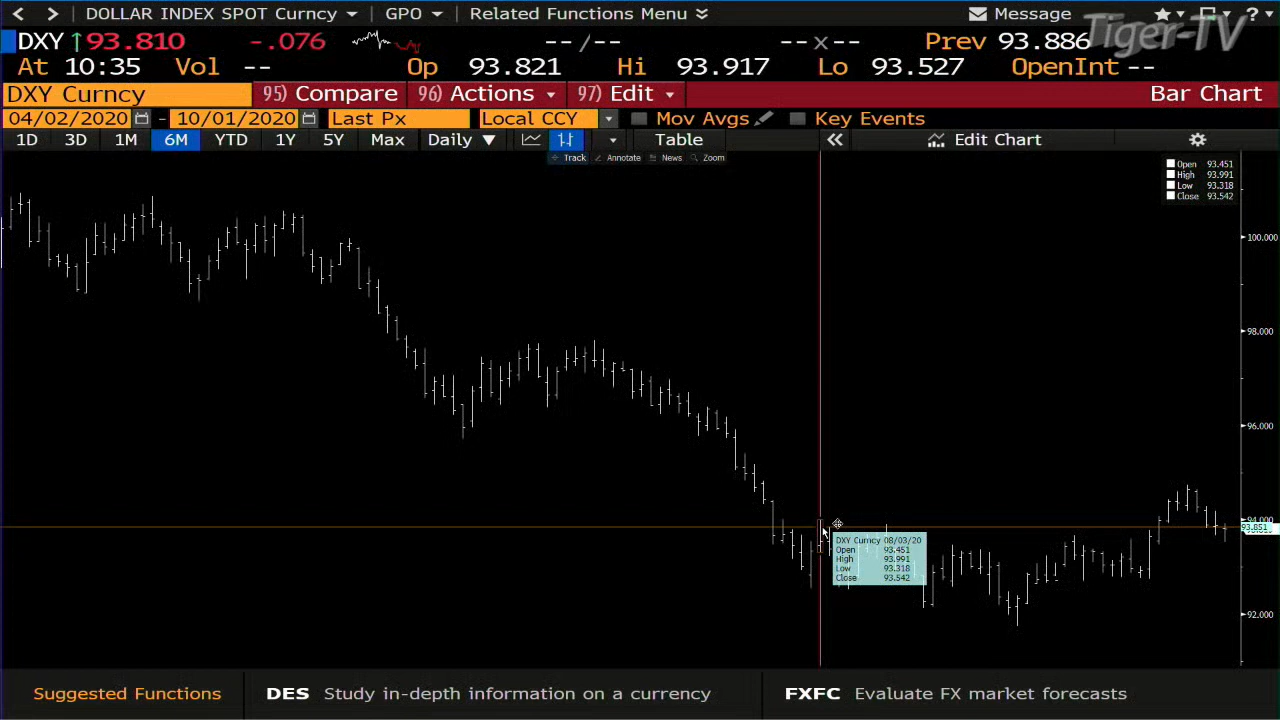 < > DOLLAR INDEX SPOT Curncy GPO Related Functions Menu Message ?
DXY ↑93.810 -.076 --/-- --x-- Prev 93.886
Tiger-TV
At 10:35 Vol -- Op 93.821 Hi 93.917 Lo 93.527 OpenInt --
DXY Curncy 95) Compare 96) Actions 97) Edit Bar Chart
04/02/2020 - 10/01/2020 Last Px Local CCY Mov Avgs Key Events
1D 3D 1M 6M YTD 1Y 5Y Max Daily ▼ Table « Edit Chart
Track Annotate News Zoom
Open 93.451
High 93.991
Low 93.318
Close 93.542
100.000
98.000
96.000
94.000
93.851
92.000
DXY Curncy 08/03/20
Open 93.451
High 93.991
Low 93.318
Close 93.542
Suggested Functions DES Study in-depth information on a currency FXFC Evaluate FX market forecasts